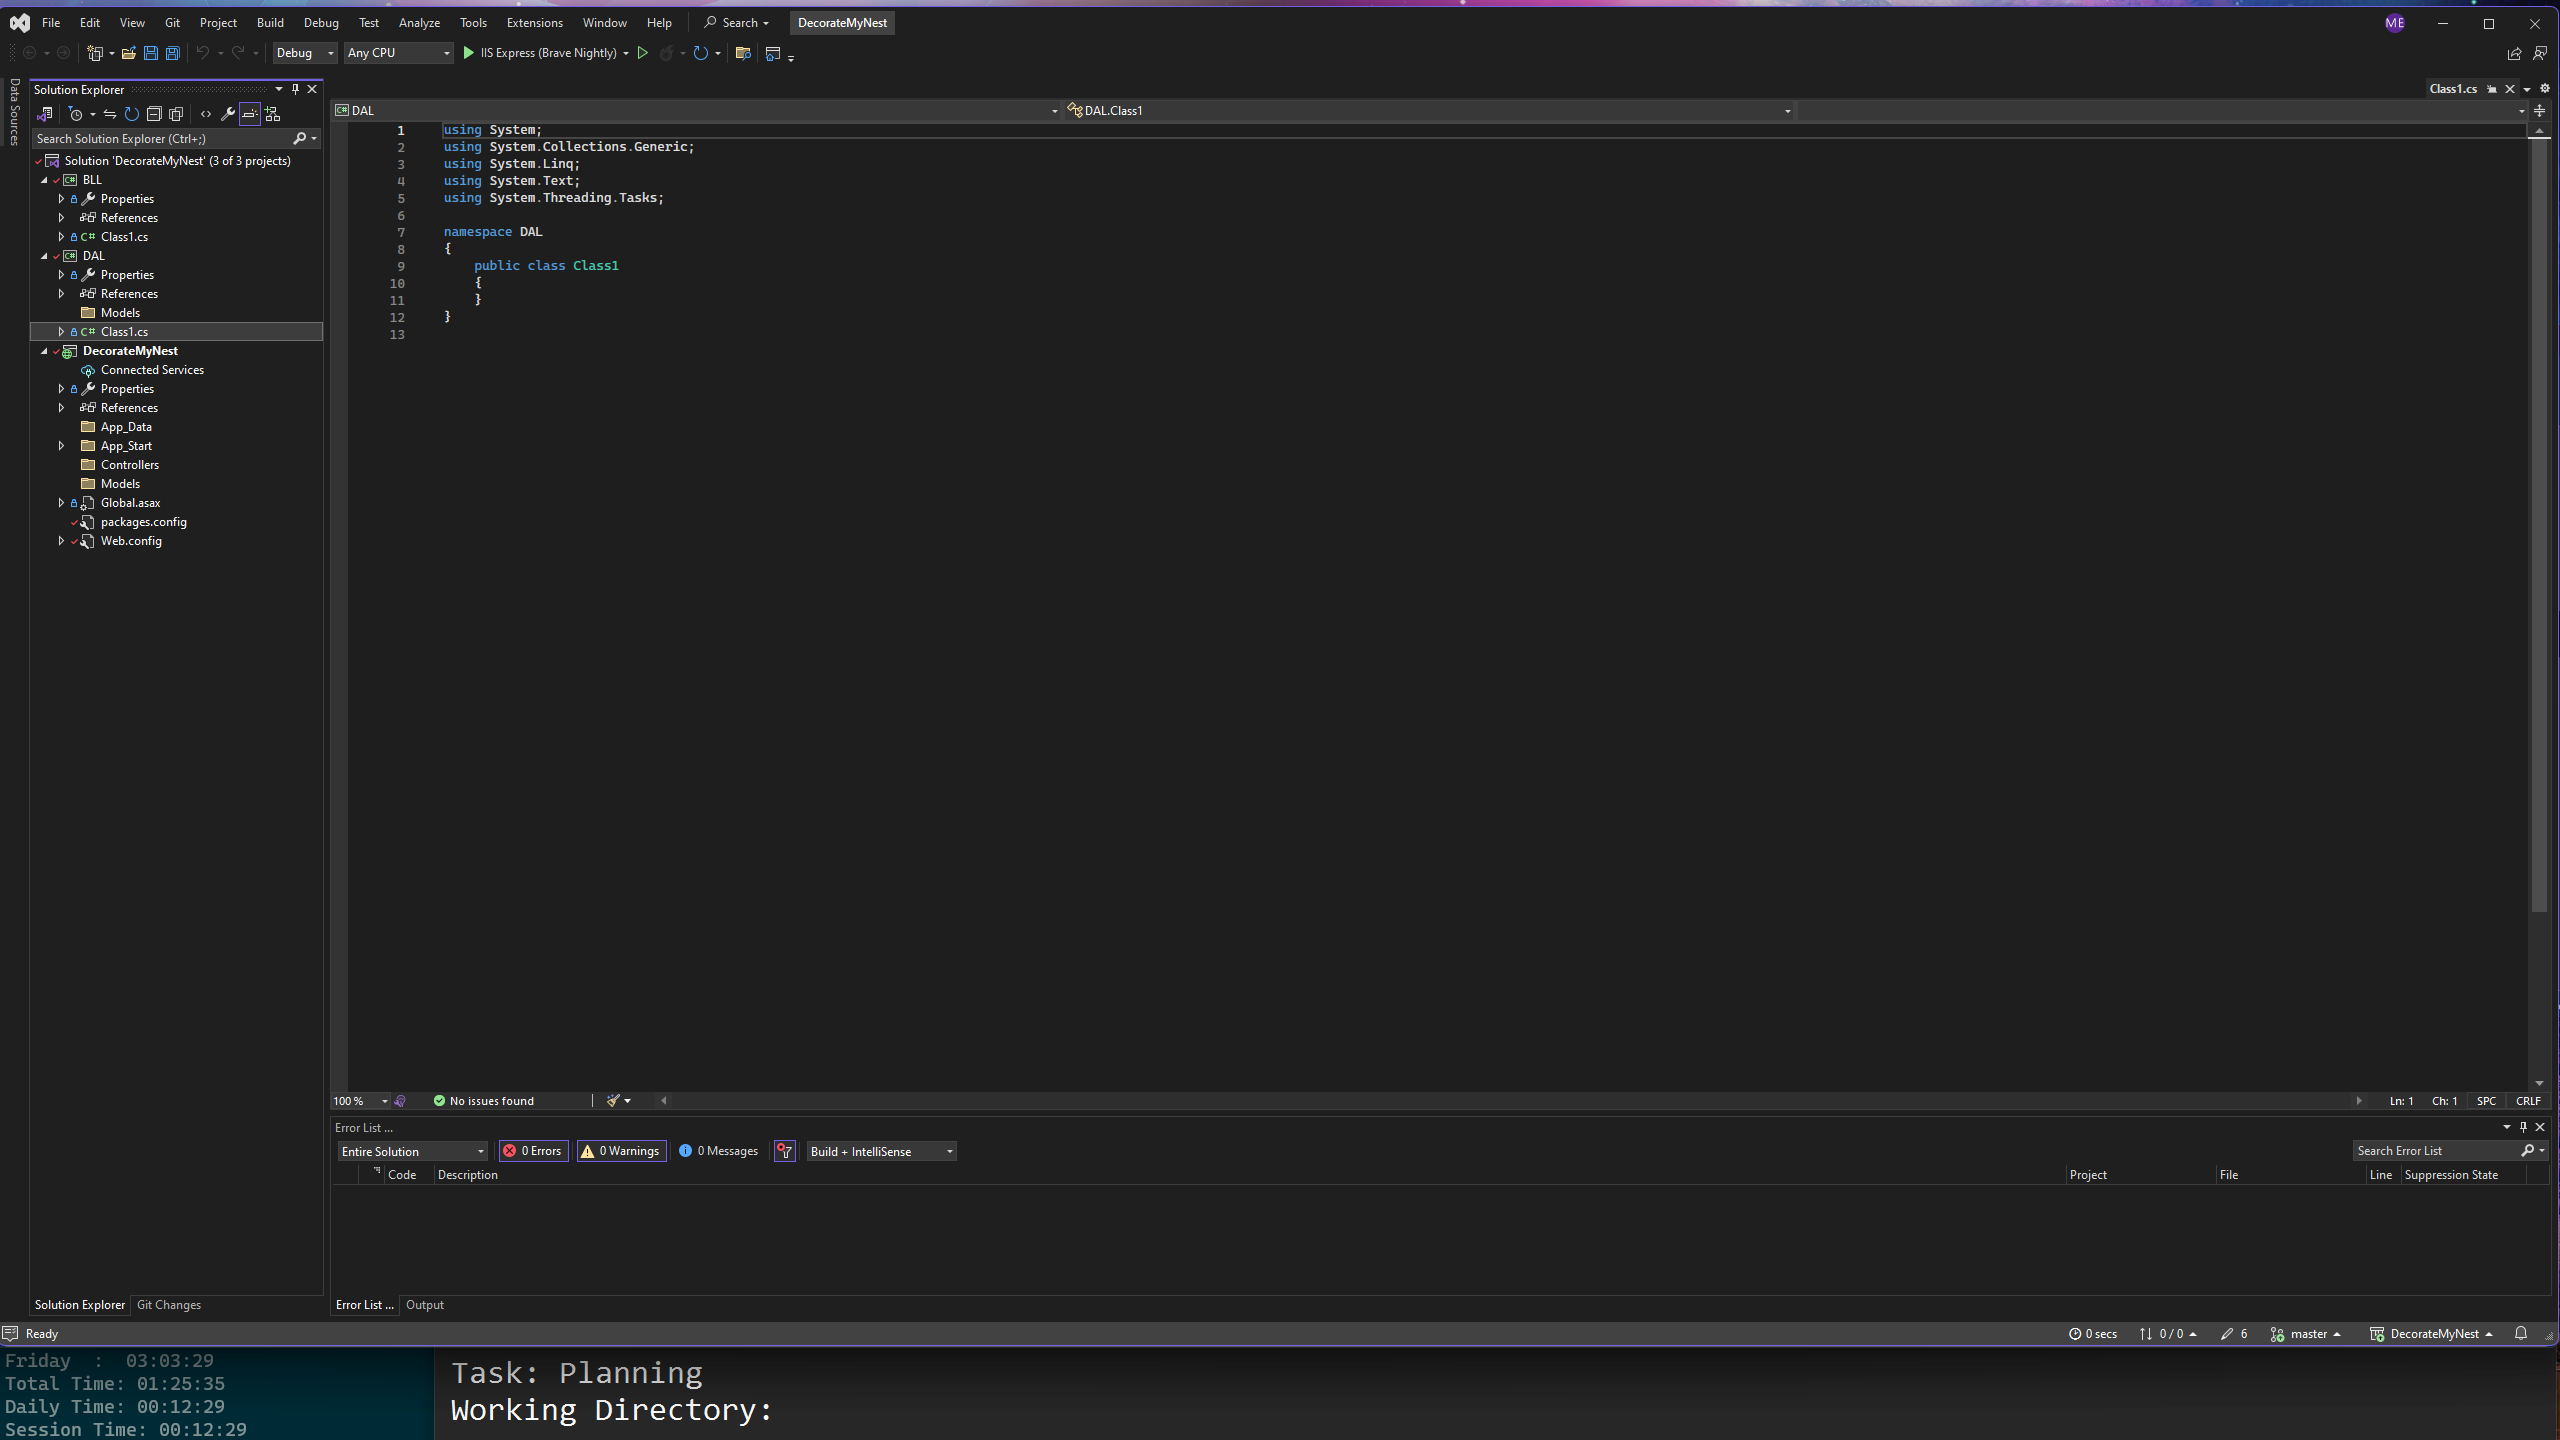 File Edit View Git Project Build Debug Test Analyze Tools Extensions Window Help Search DecorateMyNest ME
Debug Any CPU IIS Express (Brave Nightly)
Data Sources
Solution Explorer
Search Solution Explorer (Ctrl+;)
Solution 'DecorateMyNest' (3 of 3 projects)
C# BLL
Properties
References
C# Class1.cs
C# DAL
Properties
References
Models
C# Class1.cs
DecorateMyNest
Connected Services
Properties
References
App_Data
App_Start
Controllers
Models
Global.asax
packages.config
Web.config
Solution Explorer Git Changes
Class1.cs
C# DAL DAL.Class1
1 using System;
2 using System.Collections.Generic;
3 using System.Linq;
4 using System.Text;
5 using System.Threading.Tasks;
6
7 namespace DAL
8 {
9 public class Class1
10 {
11 }
12 }
13
100 % No issues found Ln: 1 Ch: 1 SPC CRLF
Error List ...
Entire Solution 0 Errors 0 Warnings 0 Messages Build + IntelliSense Search Error List
Code Description Project File Line Suppression State
Error List ... Output
Ready 0 secs 0 / 0 6 master DecorateMyNest
Friday : 03:03:29
Total Time: 01:25:35
Daily Time: 00:12:29
Session Time: 00:12:29
Task: Planning
Working Directory: